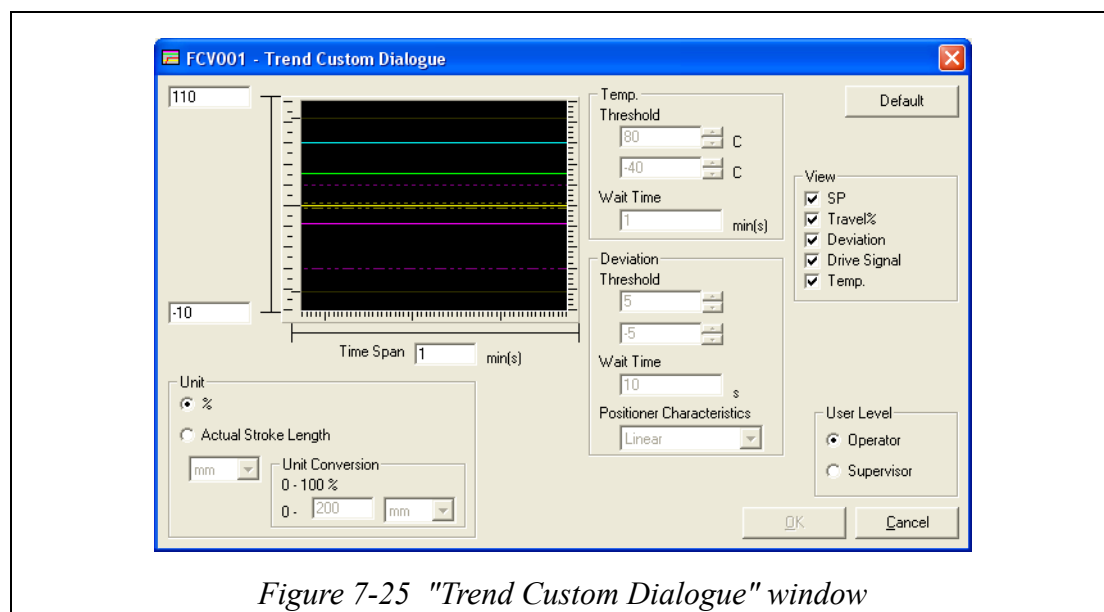 FCV001 - Trend Custom Dialogue
110
-10
Time Span 1 min(s)
Unit
%
Actual Stroke Length
mm
Unit Conversion
0 - 100 %
0 - 200 mm
Temp.
Threshold
80 C
-40 C
Wait Time
1 min(s)
Deviation
Threshold
5
-5
Wait Time
10 s
Positioner Characteristics
Linear
Default
View
SP
Travel%
Deviation
Drive Signal
Temp.
User Level
Operator
Supervisor
OK
Cancel
Figure 7-25 "Trend Custom Dialogue" window